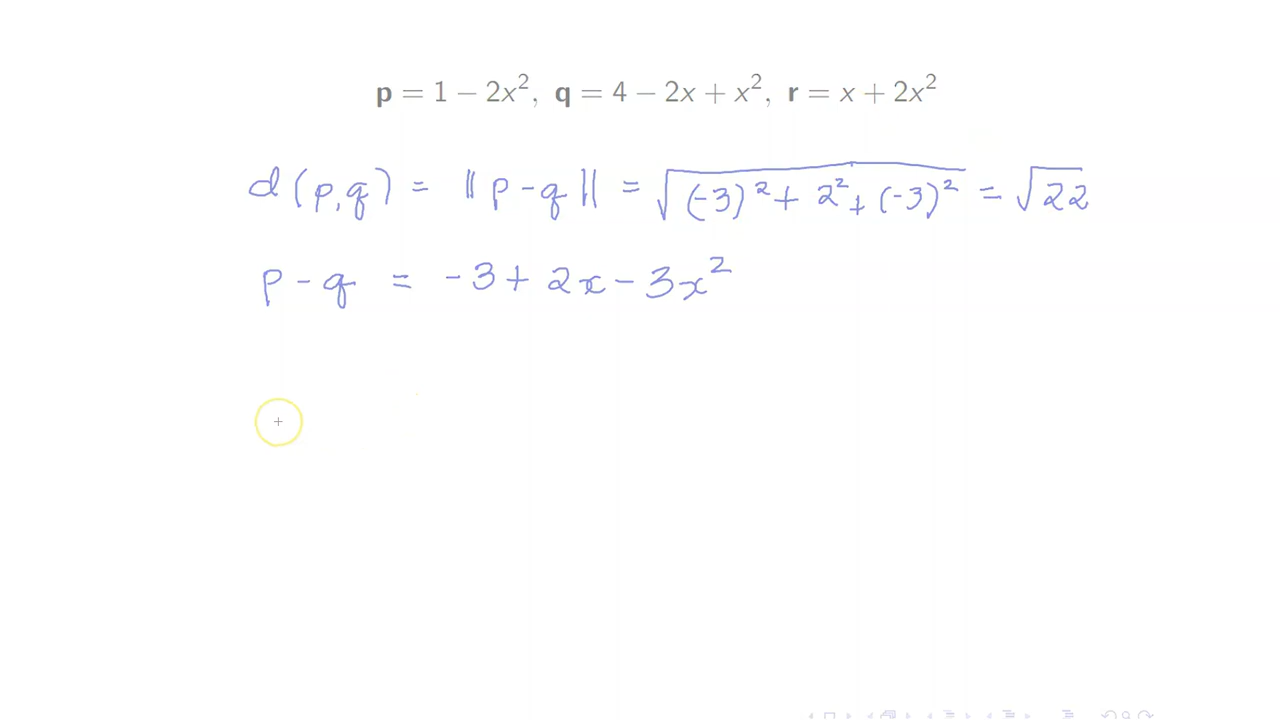 p = 1 − 2x², q = 4 − 2x + x², r = x + 2x²
d(p,q) = ‖p-q‖ = √((-3)² + 2² + (-3)²) = √22
p - q = -3 + 2x - 3x²